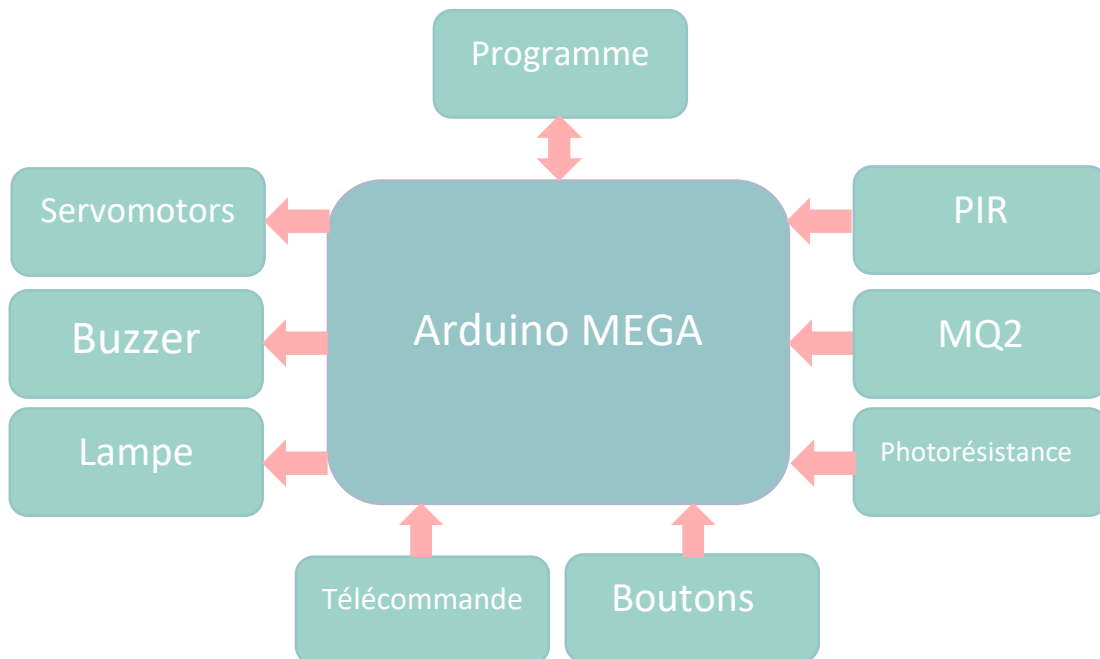 Programme
Servomotors
PIR
Arduino MEGA
Buzzer
MQ2
Lampe
Photorésistance
Télécommande
Boutons